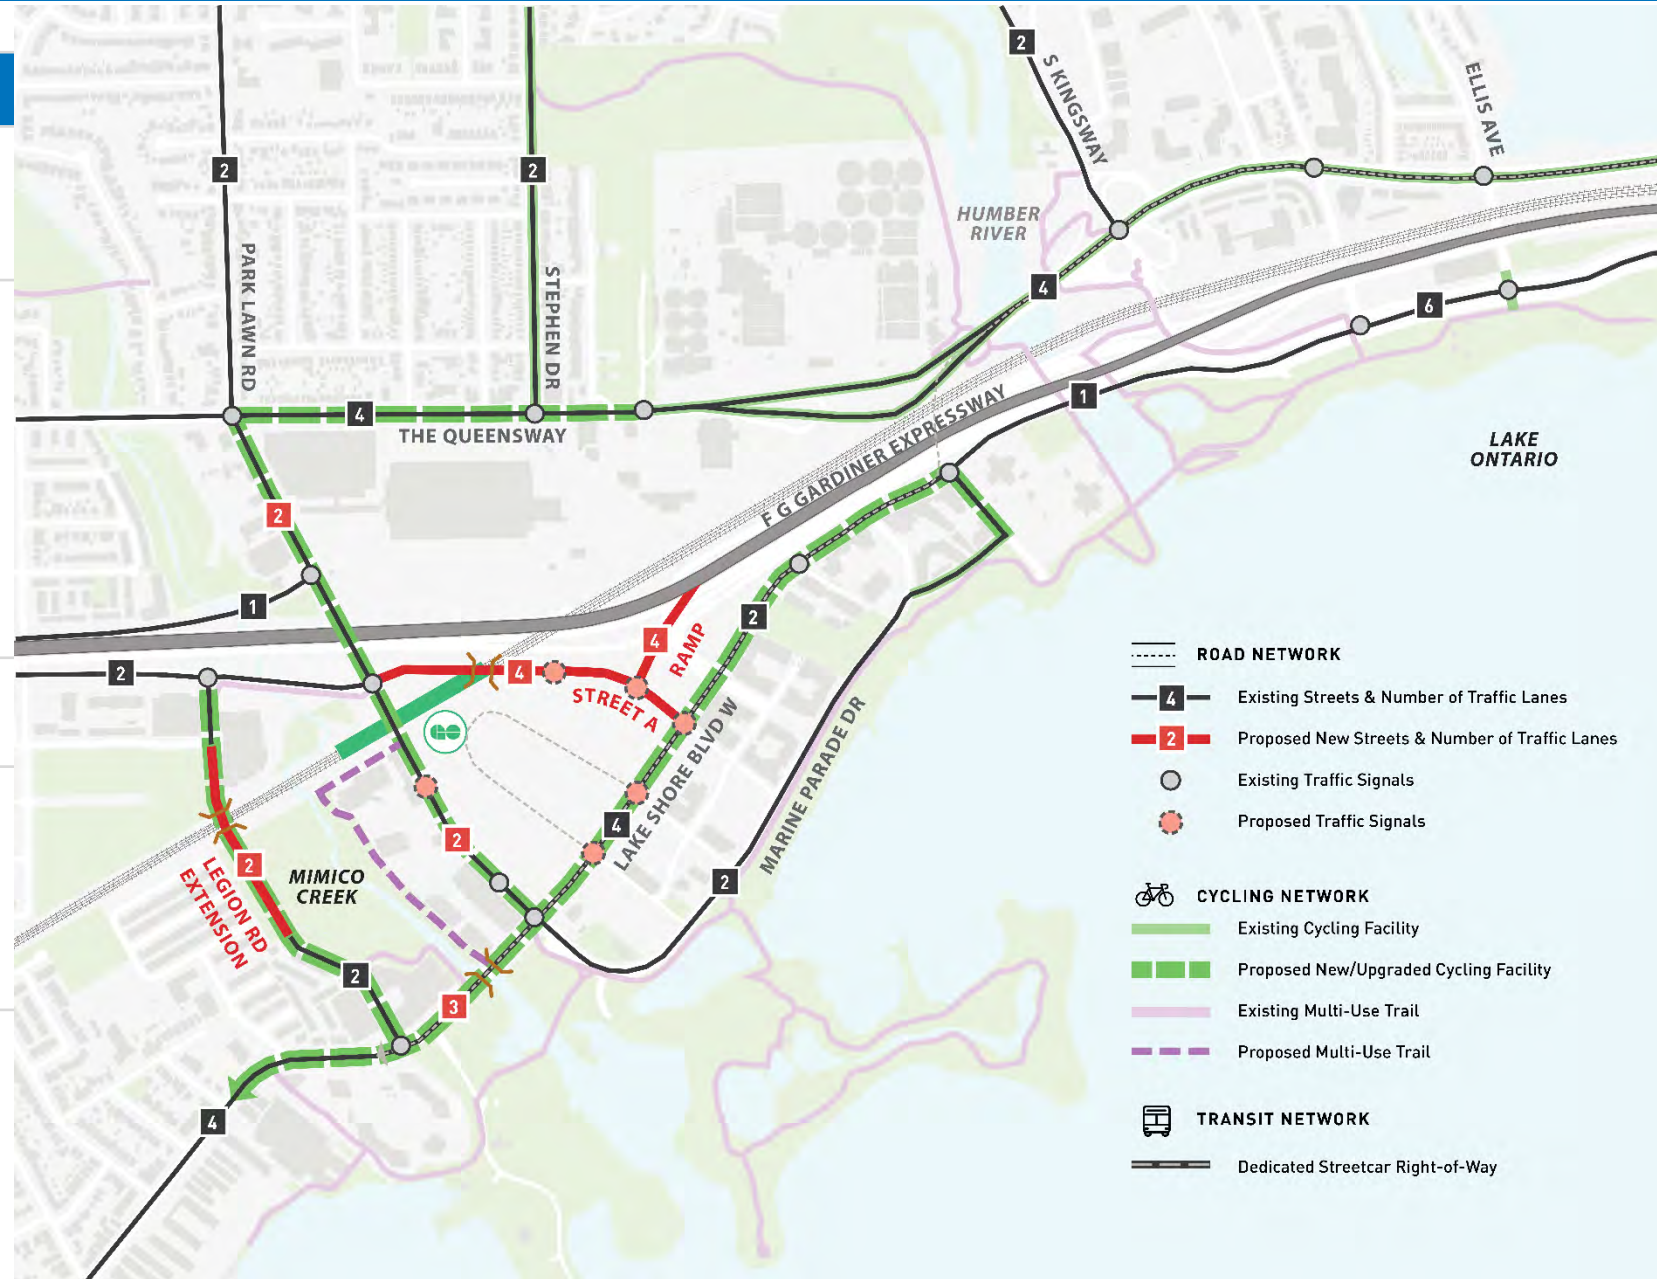 2
S KINGSWAY
ELLIS AVE
2
2
HUMBER
RIVER
PARK LAWN RD
STEPHEN DR
4
6
4
THE QUEENSWAY
1
F G GARDINER EXPRESSWAY
LAKE
ONTARIO
2
1
2
4
RAMP
2
4
STREET A
LAKE SHORE BLVD W
MARINE PARADE DR
4
2
2
LEGION RD
EXTENSION
MIMICO
CREEK
2
2
3
4
ROAD NETWORK
4 Existing Streets & Number of Traffic Lanes
2 Proposed New Streets & Number of Traffic Lanes
Existing Traffic Signals
Proposed Traffic Signals
CYCLING NETWORK
Existing Cycling Facility
Proposed New/Upgraded Cycling Facility
Existing Multi-Use Trail
Proposed Multi-Use Trail
TRANSIT NETWORK
Dedicated Streetcar Right-of-Way